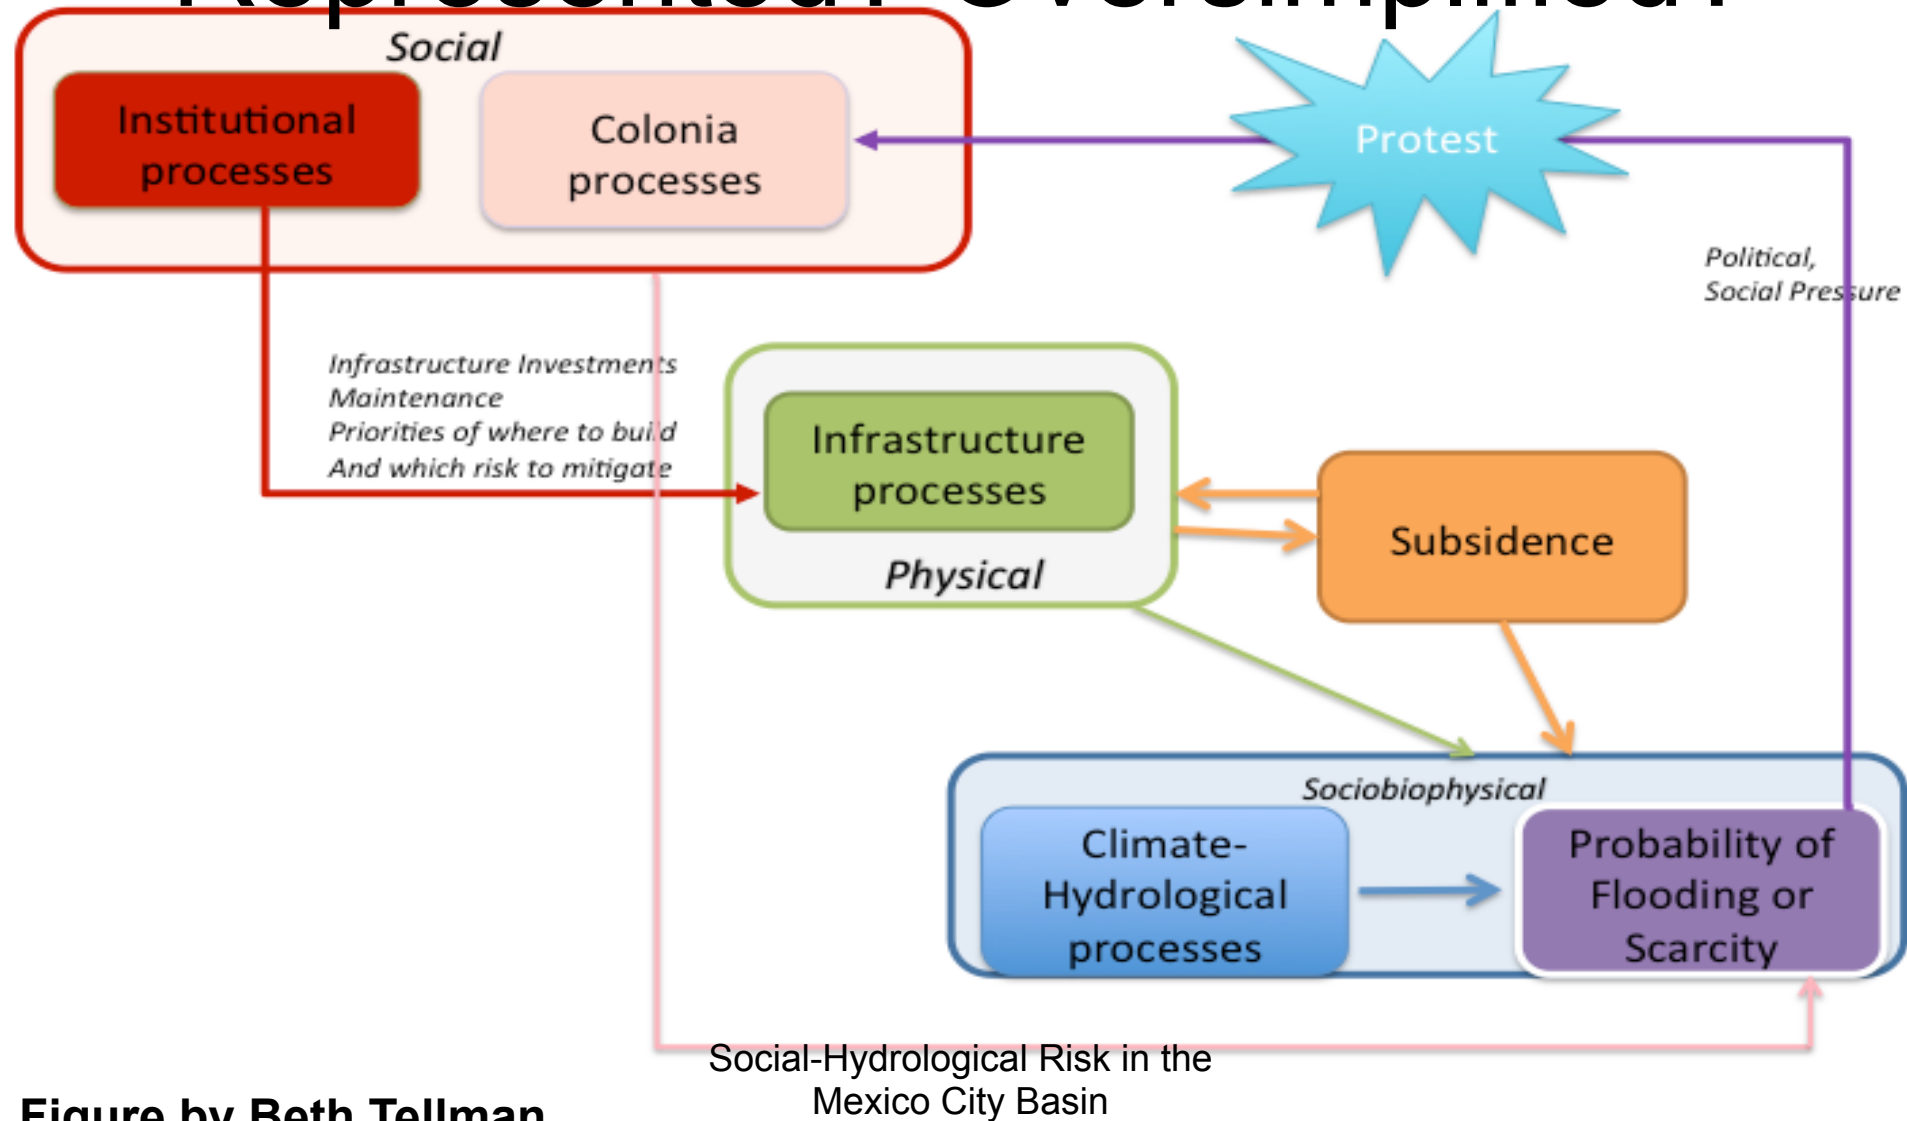 Represented? Oversimplified?
Social
Institutional
processes
Colonia
processes
Protest
Political,
Social Pressure
Infrastructure Investments
Maintenance
Priorities of where to build
And which risk to mitigate
Infrastructure
processes
Physical
Subsidence
Sociobiophysical
Climate-
Hydrological
processes
Probability of
Flooding or
Scarcity
Social-Hydrological Risk in the
Mexico City Basin
Figure by Beth Tellman